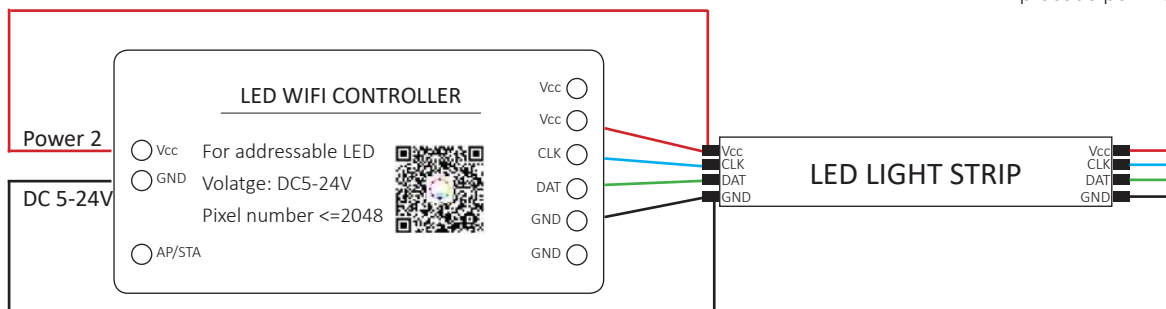 LED WIFI CONTROLLER
Power 2
DC 5-24V
Vcc
GND
AP/STA
For addressable LED
Volatge: DC5-24V
Pixel number <=2048
Vcc
Vcc
CLK
DAT
GND
GND
Vcc
CLK
DAT
GND
LED LIGHT STRIP
Vcc
CLK
DAT
GND